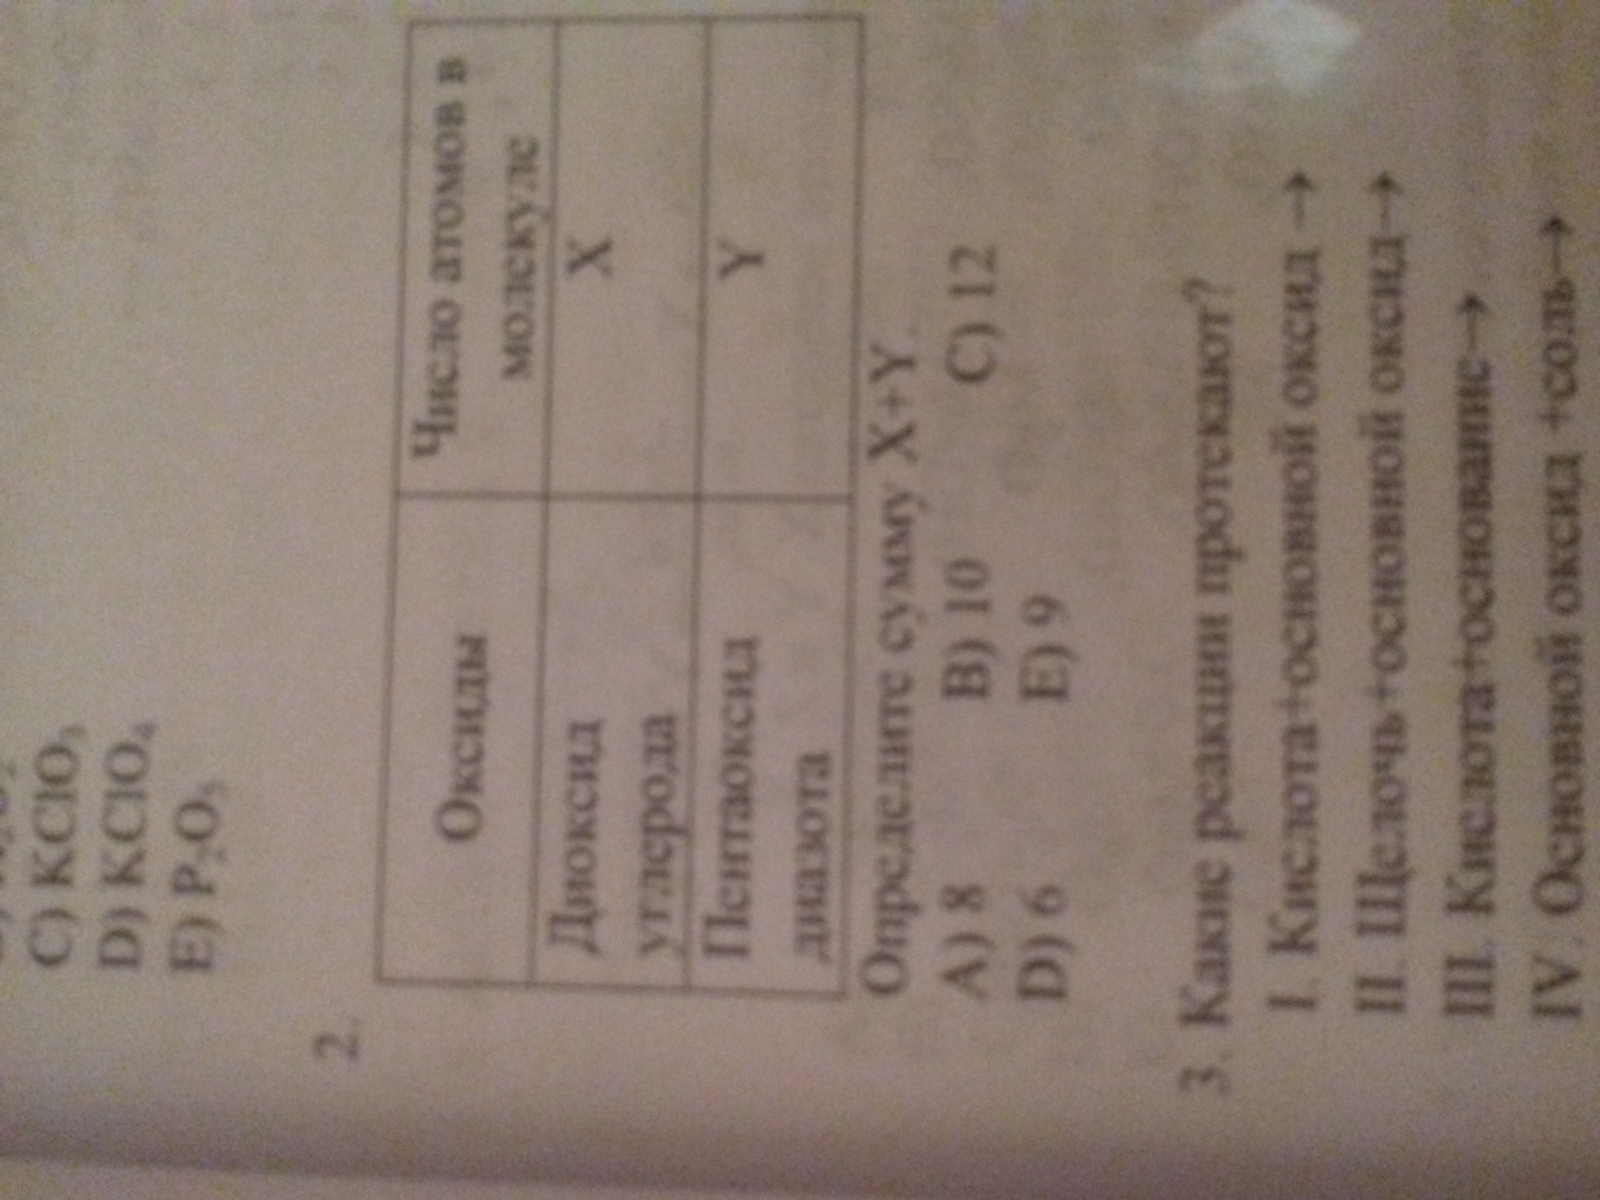 C) KClO₃
D) KClO₄
E) P₂O₅
2.
Оксиды
Число атомов в
молекуле
Диоксид
углерода
X
Пентаоксид
диазота
Y
Определите сумму X+Y.
A) 8 B) 10 C) 12
D) 6 E) 9
3. Какие реакции протекают?
I. Кислота+основной оксид →
II. Щелочь+основной оксид→
III. Кислота+основание→
IV. Основной оксид +соль→